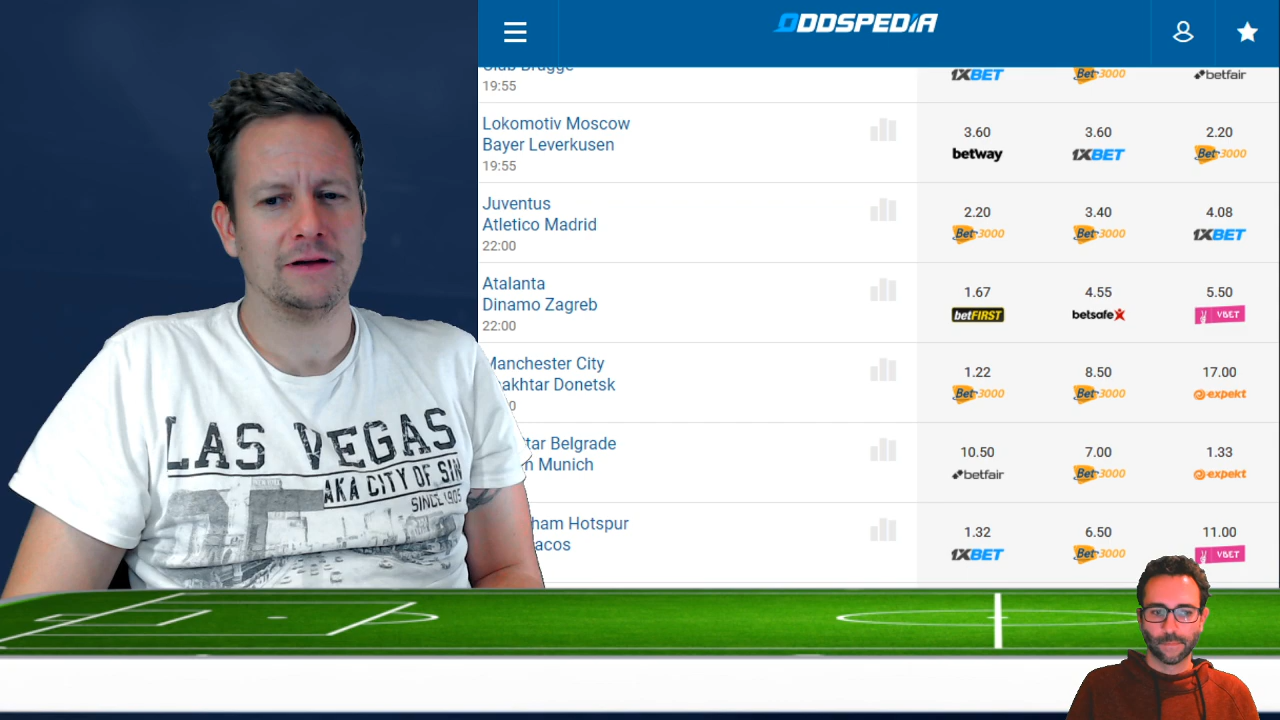 LAS VEGAS
AKA CITY OF SIN
SINCE 1905
ODDSPEDIA
19:55
1XBET Bet3000 betfair
Lokomotiv Moscow
Bayer Leverkusen
19:55
3.60 3.60 2.20
betway 1XBET Bet3000
Juventus
Atletico Madrid
22:00
2.20 3.40 4.08
Bet3000 Bet3000 1XBET
Atalanta
Dinamo Zagreb
22:00
1.67 4.55 5.50
betFIRST betsafe VBET
Manchester City
akhtar Donetsk
0
1.22 8.50 17.00
Bet3000 Bet3000 expekt
tar Belgrade
n Munich
10.50 7.00 1.33
betfair Bet3000 expekt
ham Hotspur
acos
1.32 6.50 11.00
1XBET Bet3000 VBET